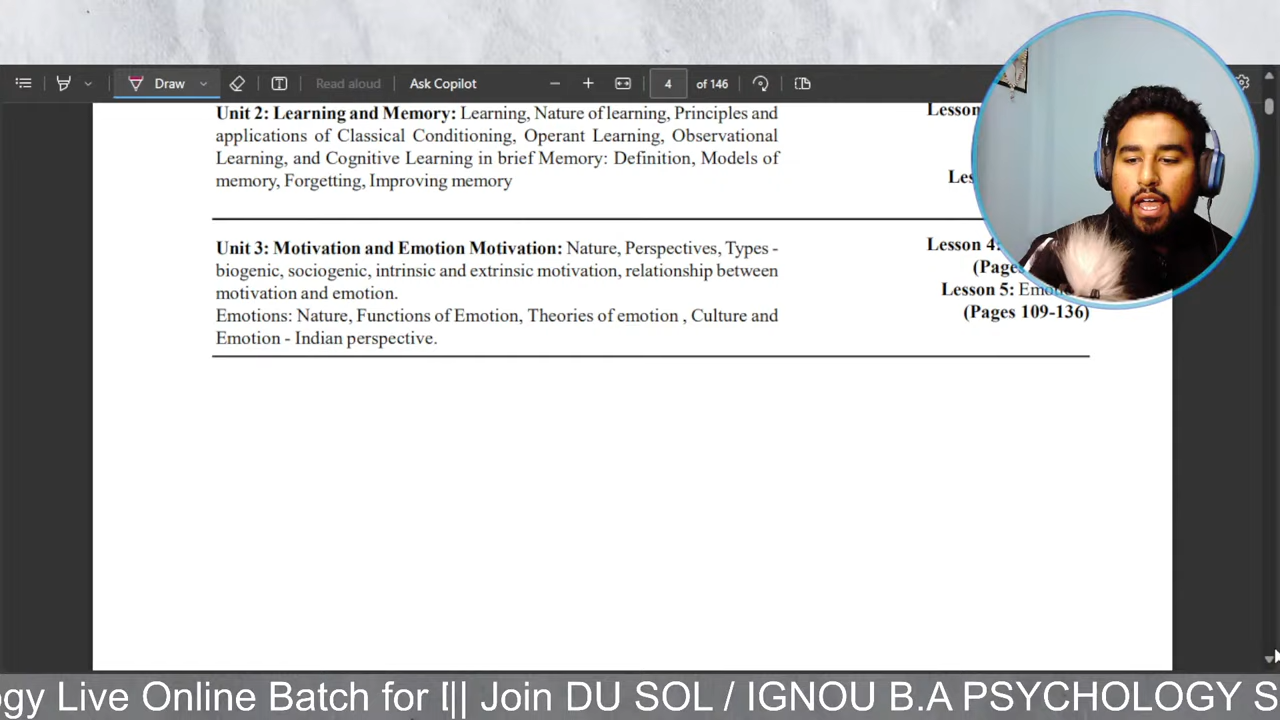 Draw
Read aloud
Ask Copilot
4
of 146
Unit 2: Learning and Memory: Learning, Nature of learning, Principles and
applications of Classical Conditioning, Operant Learning, Observational
Learning, and Cognitive Learning in brief Memory: Definition, Models of
memory, Forgetting, Improving memory
Lesson
Unit 3: Motivation and Emotion Motivation: Nature, Perspectives, Types -
biogenic, sociogenic, intrinsic and extrinsic motivation, relationship between
motivation and emotion.
Emotions: Nature, Functions of Emotion, Theories of emotion , Culture and
Emotion - Indian perspective.
Lesson 4:
Lesson 5:
(Pages 109-136)
Live Online Batch for || Join DU SOL / IGNOU B.A PSYCHOLOGY